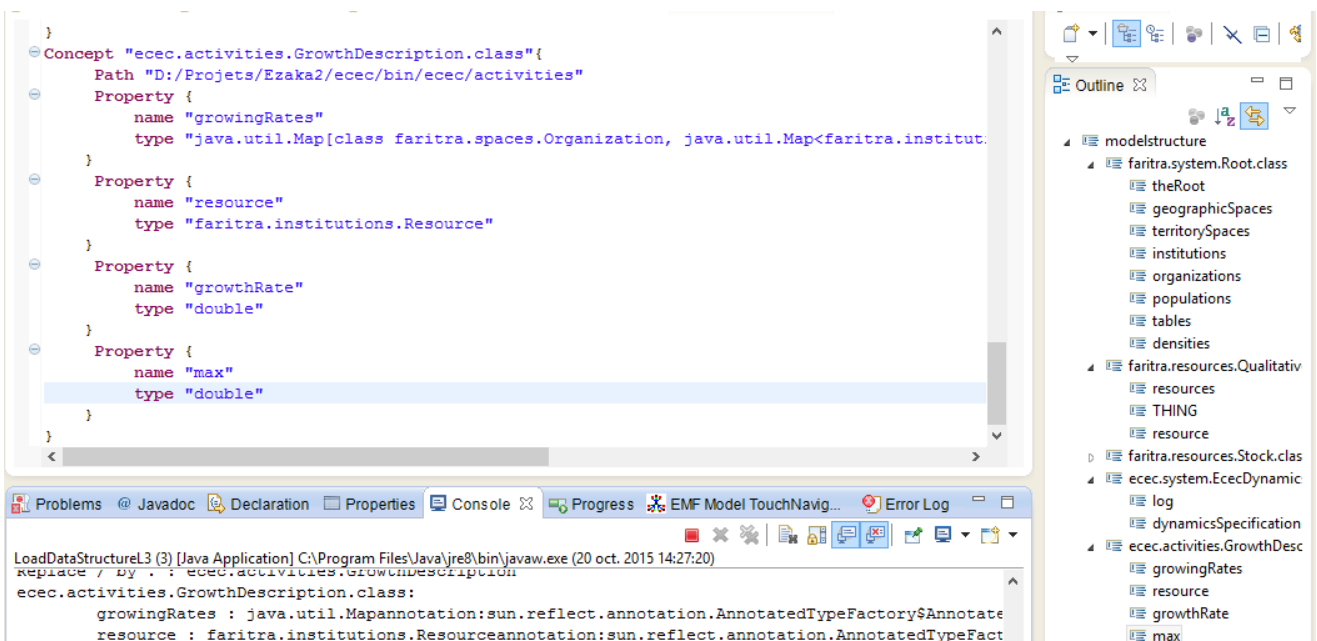 }
Concept "ecec.activities.GrowthDescription.class"{
Path "D:/Projets/Ezaka2/ecec/bin/ecec/activities"
Property {
name "growingRates"
type "java.util.Map[class faritra.spaces.Organization, java.util.Map<faritra.institut:
}
Property {
name "resource"
type "faritra.institutions.Resource"
}
Property {
name "growthRate"
type "double"
}
Property {
name "max"
type "double"
}
}
Outline
modelstructure
faritra.system.Root.class
theRoot
geographicSpaces
territorySpaces
institutions
organizations
populations
tables
densities
faritra.resources.Qualitativ
resources
THING
resource
faritra.resources.Stock.clas
ecec.system.EcecDynamic
log
dynamicsSpecification
ecec.activities.GrowthDesc
growingRates
resource
growthRate
max
Problems @ Javadoc Declaration Properties Console Progress EMF Model TouchNavig... Error Log
LoadDataStructureL3 (3) [Java Application] C:\Program Files\Java\jre8\bin\javaw.exe (20 oct. 2015 14:27:20)
Replace / by . : ecec.activities.GrowthDescription
ecec.activities.GrowthDescription.class:
growingRates : java.util.Mapannotation:sun.reflect.annotation.AnnotatedTypeFactory$Annotate
resource : faritra.institutions.Resourceannotation:sun.reflect.annotation.AnnotatedTypeFact